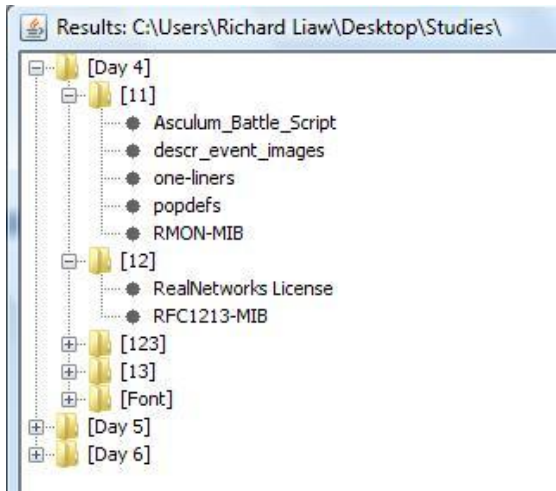 Results: C:\Users\Richard Liaw\Desktop\Studies\
[Day 4]
[11]
Asculum_Battle_Script
descr_event_images
one-liners
popdefs
RMON-MIB
[12]
RealNetworks License
RFC1213-MIB
[123]
[13]
[Font]
[Day 5]
[Day 6]